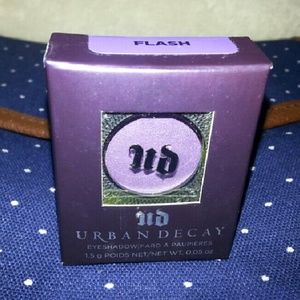 FLASH
UD
UD
URBAN DECAY
EYESHADOW/FARD À PAUPIÈRES
1.5 g POIDS NET/NET WT. 0.05 oz